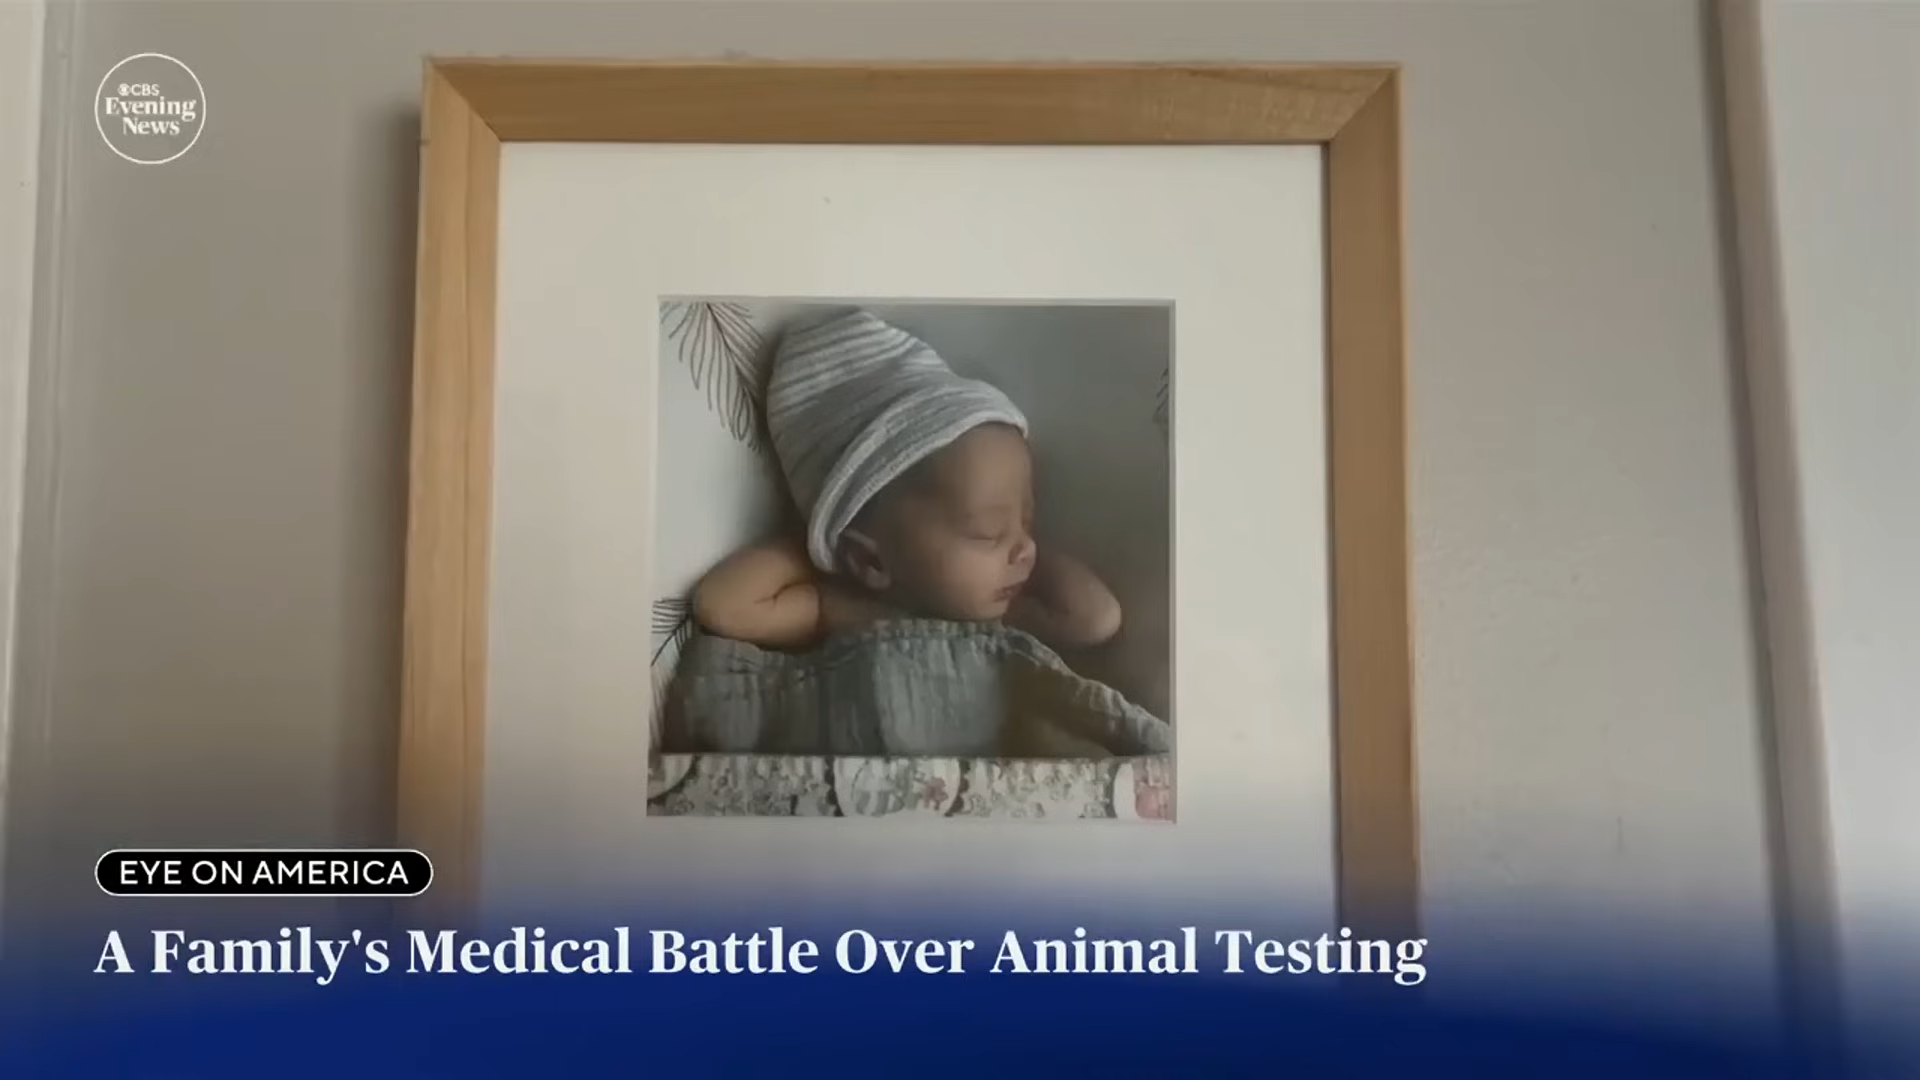 CBS
Evening
News
EYE ON AMERICA
A Family's Medical Battle Over Animal Testing